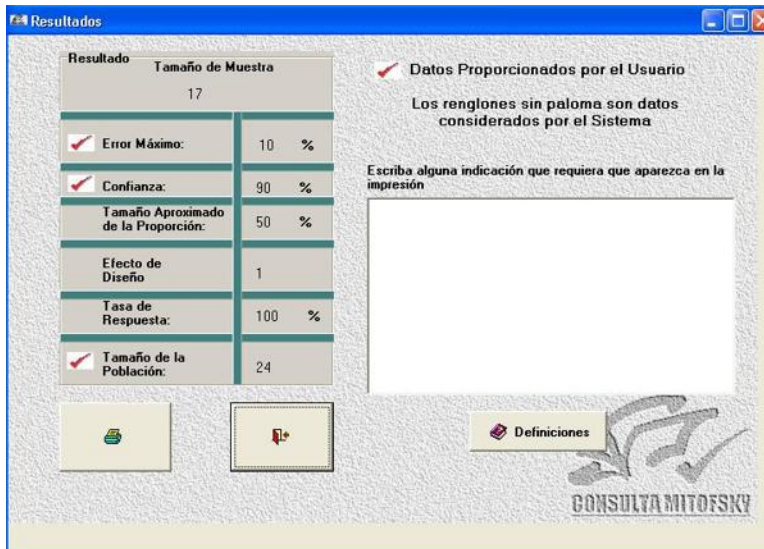 Resultados
Resultado
Tamaño de Muestra
17
Error Máximo: 10 %
Confianza: 90 %
Tamaño Aproximado
de la Proporción: 50 %
Efecto de
Diseño 1
Tasa de
Respuesta: 100 %
Tamaño de la
Población: 24
Datos Proporcionados por el Usuario
Los renglones sin paloma son datos
considerados por el Sistema
Escriba alguna indicación que requiera que aparezca en la
impresión
Definiciones
CONSULTA MITOFSKY